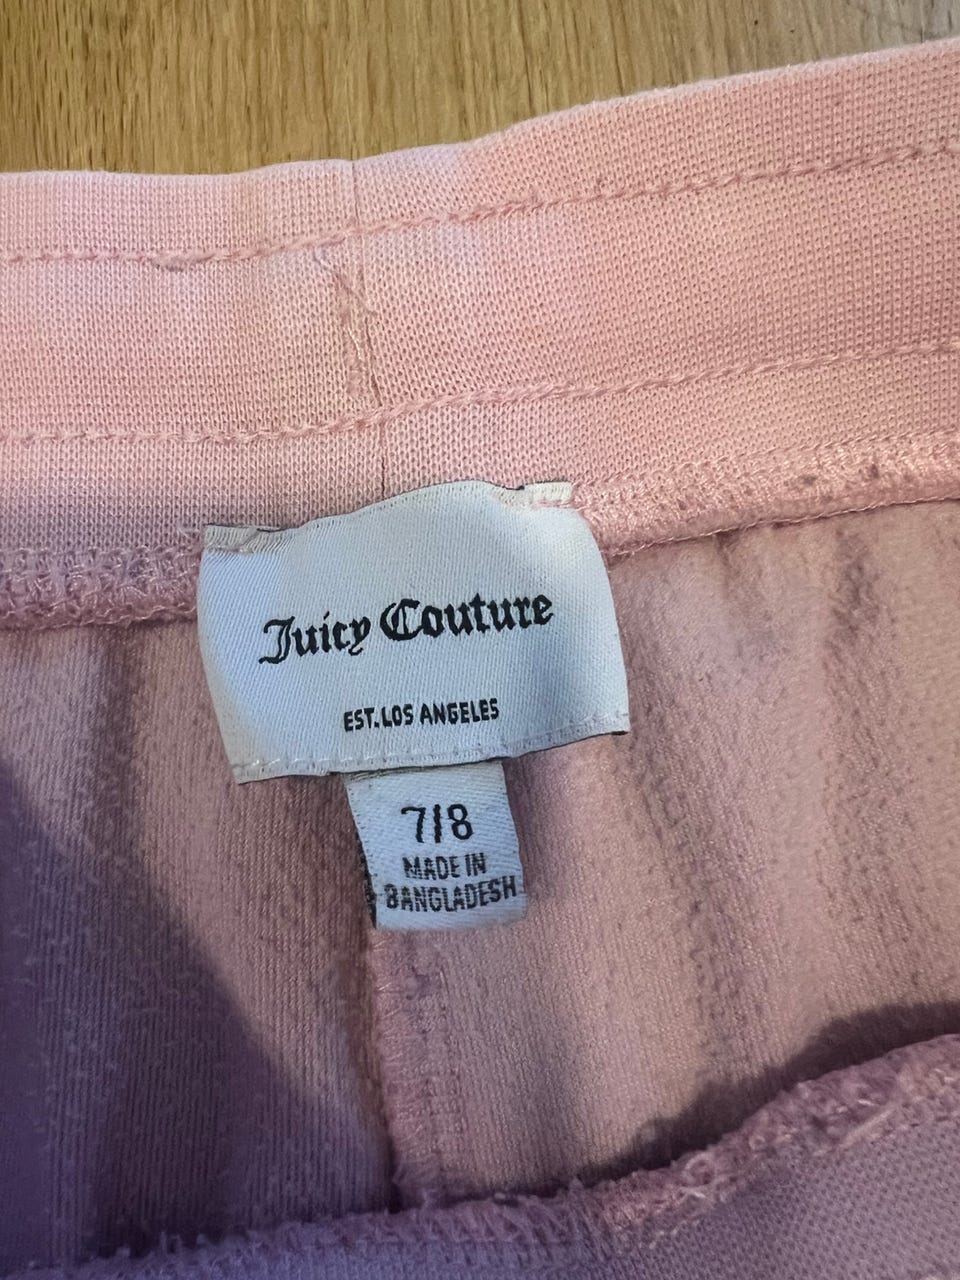 Juicy Couture
EST. LOS ANGELES
7/8
MADE IN
BANGLADESH